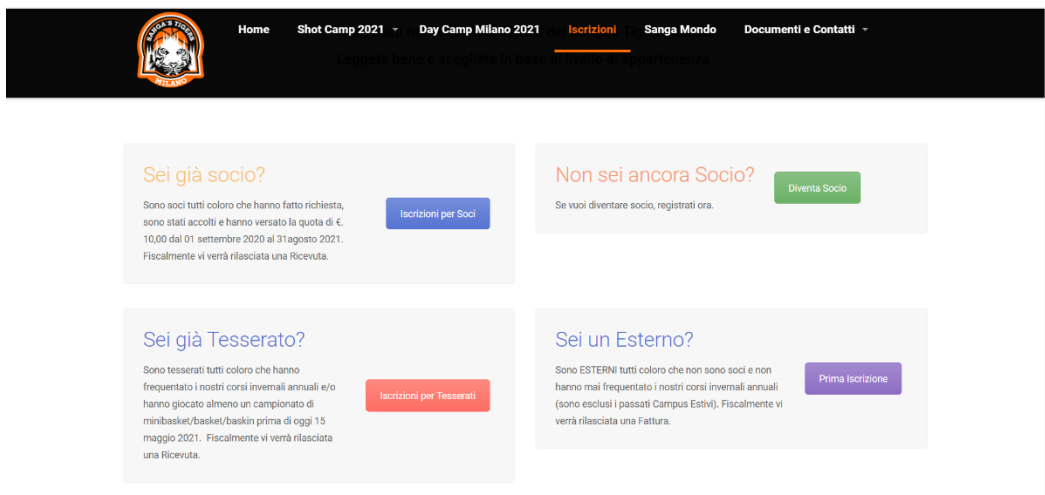 SANGA'S TIGERS
MILANO
Home Shot Camp 2021 Day Camp Milano 2021 Iscrizioni Sanga Mondo Documenti e Contatti
Leggete bene e scegliete in base al livello di appartenenza.
Sei già socio?
Sono soci tutti coloro che hanno fatto richiesta,
sono stati accolti e hanno versato la quota di €.
10,00 dal 01 settembre 2020 al 31agosto 2021.
Fiscalmente vi verrà rilasciata una Ricevuta.
Iscrizioni per Soci
Non sei ancora Socio?
Se vuoi diventare socio, registrati ora.
Diventa Socio
Sei già Tesserato?
Sono tesserati tutti coloro che hanno
frequentato i nostri corsi invernali annuali e/o
hanno giocato almeno un campionato di
minibasket/basket/baskin prima di oggi 15
maggio 2021. Fiscalmente vi verrà rilasciata
una Ricevuta.
Iscrizioni per Tesserati
Sei un Esterno?
Sono ESTERNI tutti coloro che non sono soci e non
hanno mai frequentato i nostri corsi invernali annuali
(sono esclusi i passati Campus Estivi). Fiscalmente vi
verrà rilasciata una Fattura.
Prima Iscrizione